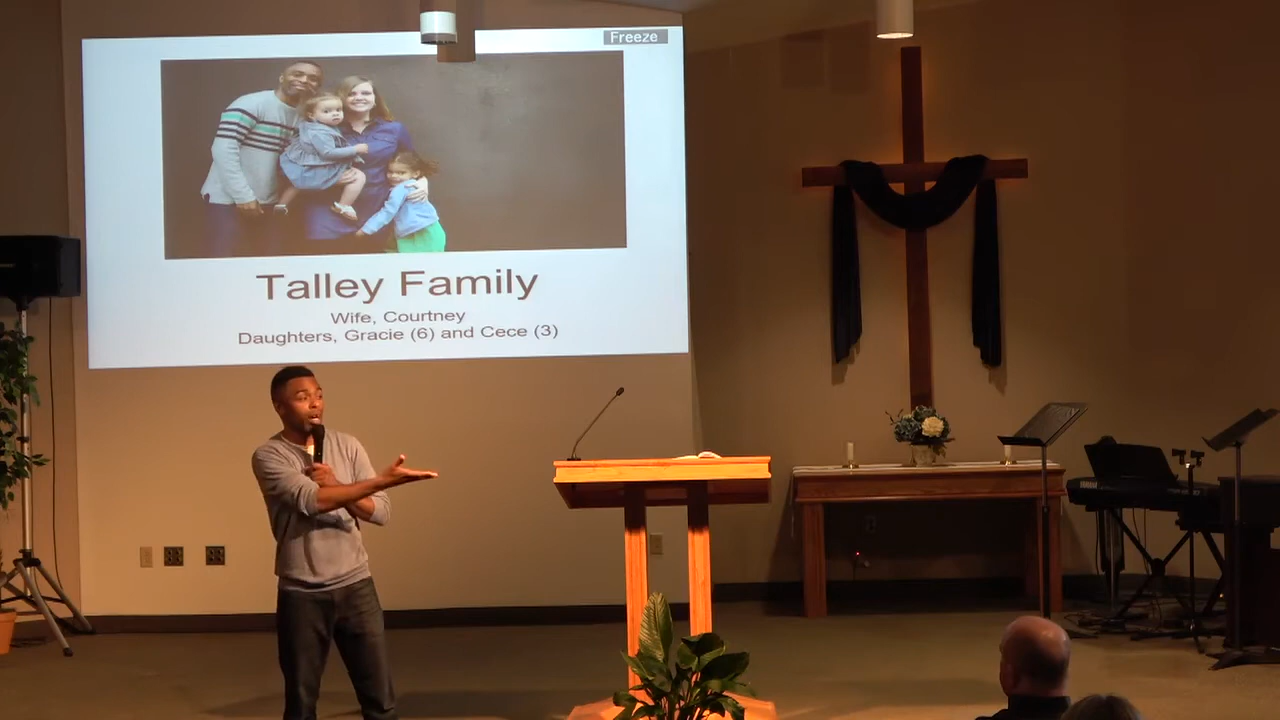 Freeze
Talley Family
Wife, Courtney
Daughters, Gracie (6) and Cece (3)